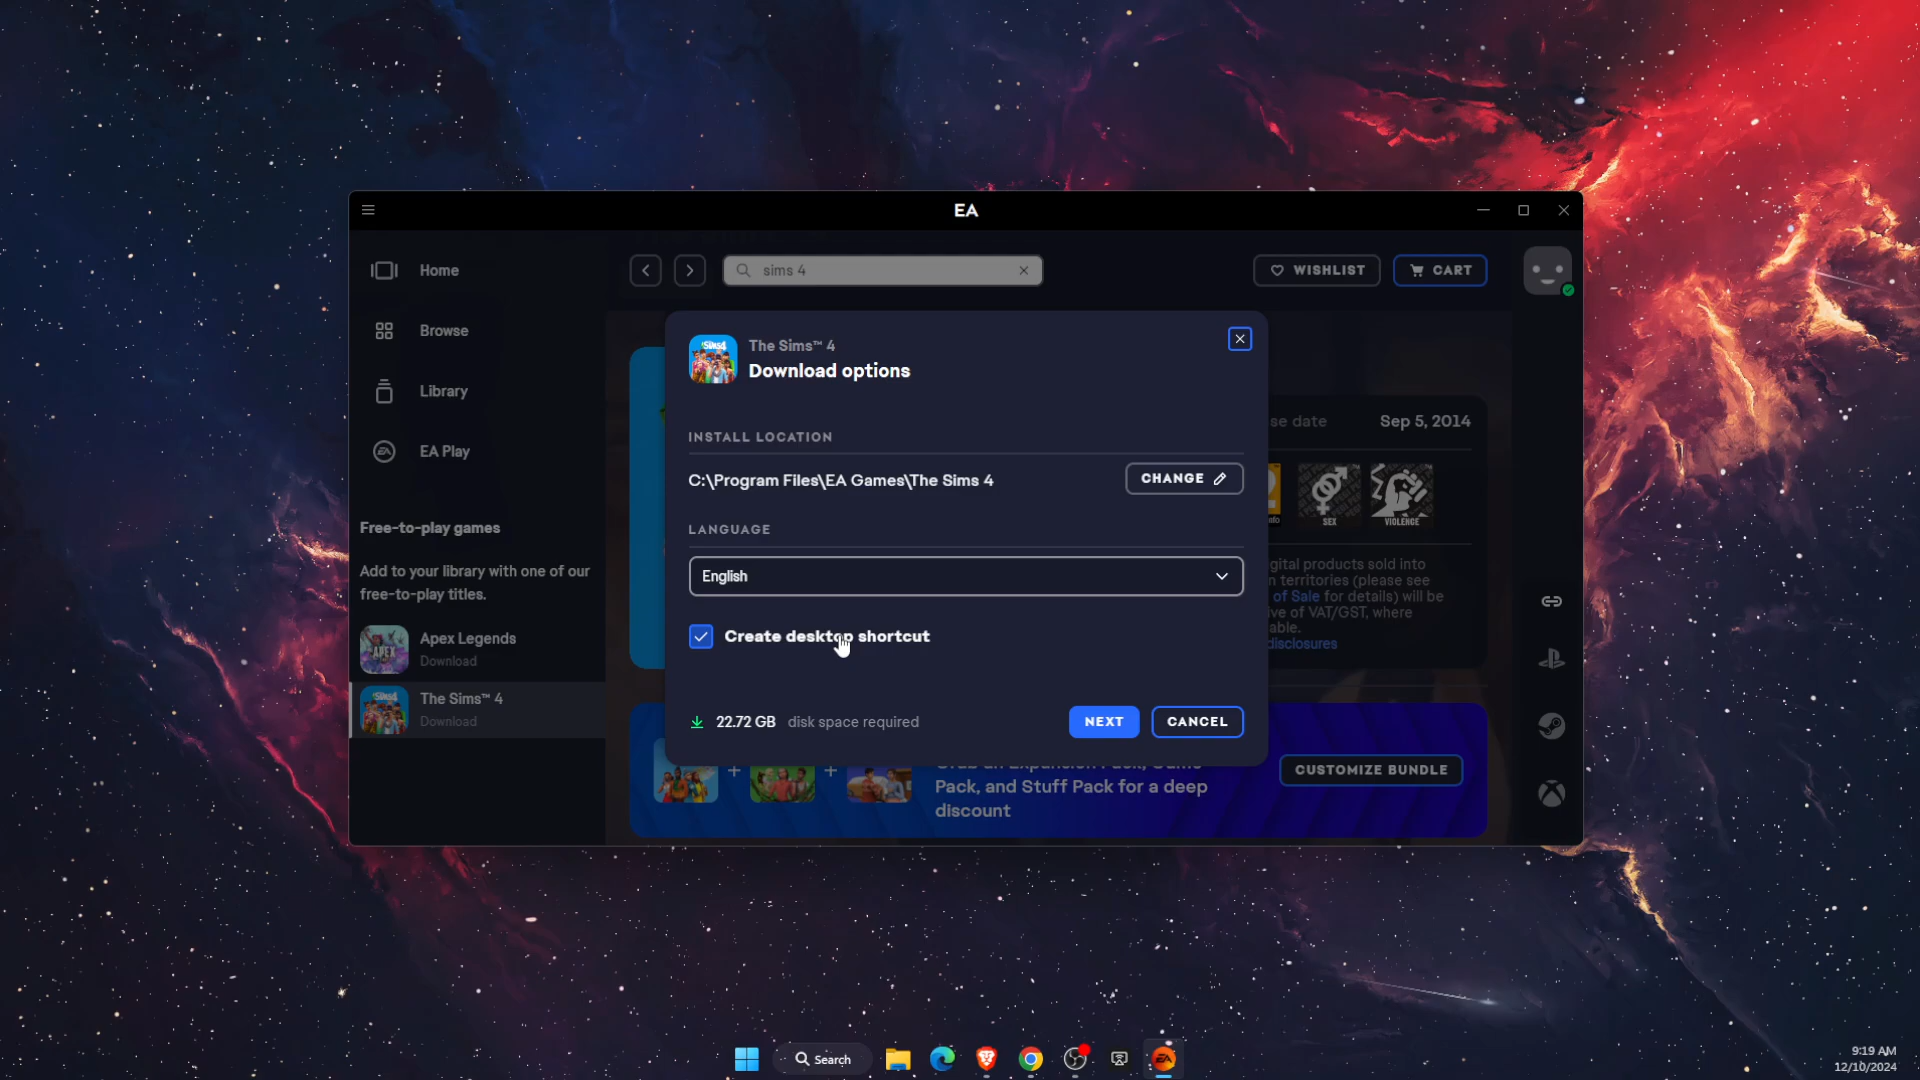 EA
Home
sims 4
WISHLIST
CART
Browse
Library
EA Play
Free-to-play games
Add to your library with one of our
free-to-play titles.
Apex Legends
Download
The Sims™ 4
Download
The Sims™ 4
Download options
INSTALL LOCATION
C:\Program Files\EA Games\The Sims 4
CHANGE
LANGUAGE
English
Create desktop shortcut
22.72 GB disk space required
NEXT
CANCEL
se date
Sep 5, 2014
SEX
VIOLENCE
gital products sold into
n territories (please see
of Sale for details) will be
ive of VAT/GST, where
able.
disclosures
Pack, and Stuff Pack for a deep
discount
CUSTOMIZE BUNDLE
Search
9:19 AM
12/10/2024